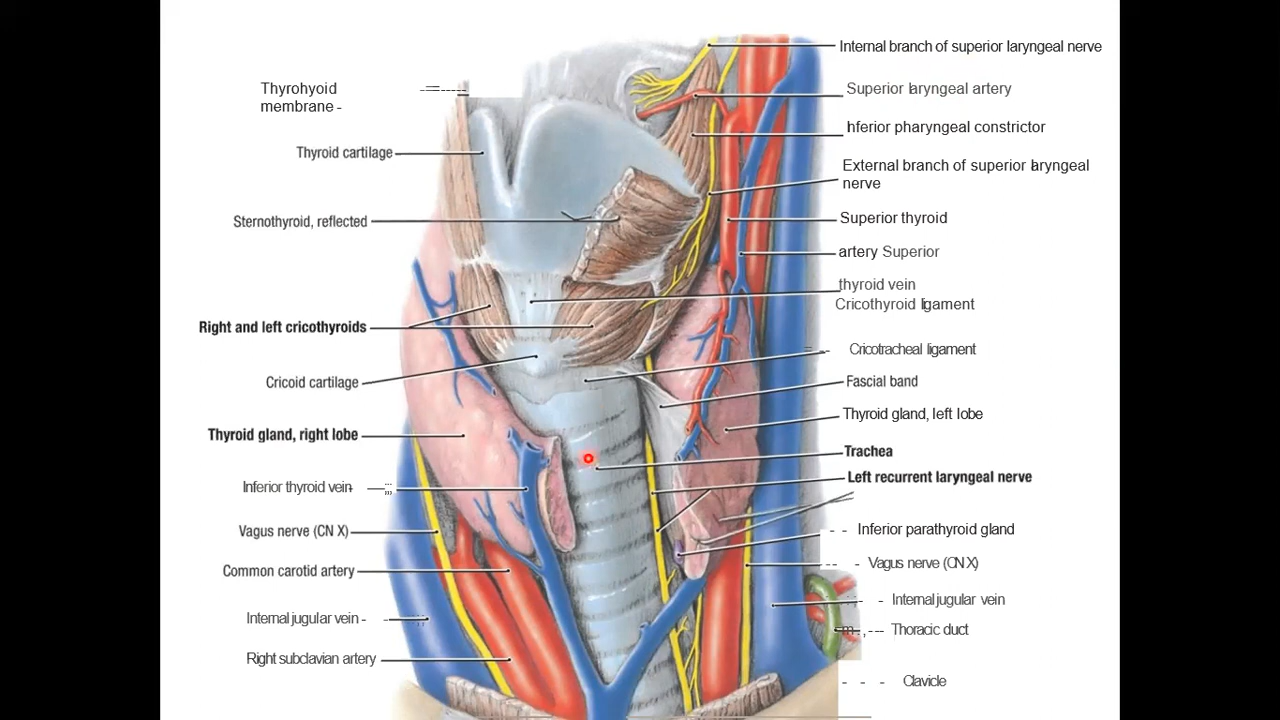 Thyrohyoid
membrane -
Thyroid cartilage
Sternothyroid, reflected
Right and left cricothyroids
Cricoid cartilage
Thyroid gland, right lobe
Inferior thyroid vein
Vagus nerve (CN X)
Common carotid artery
Internal jugular vein -
Right subclavian artery
Internal branch of superior laryngeal nerve
Superior laryngeal artery
Inferior pharyngeal constrictor
External branch of superior laryngeal
nerve
Superior thyroid
artery Superior
thyroid vein
Cricothyroid ligament
Cricotracheal ligament
Fascial band
Thyroid gland, left lobe
Trachea
Left recurrent laryngeal nerve
Inferior parathyroid gland
Vagus nerve (CN X)
Internal jugular vein
Thoracic duct
Clavicle